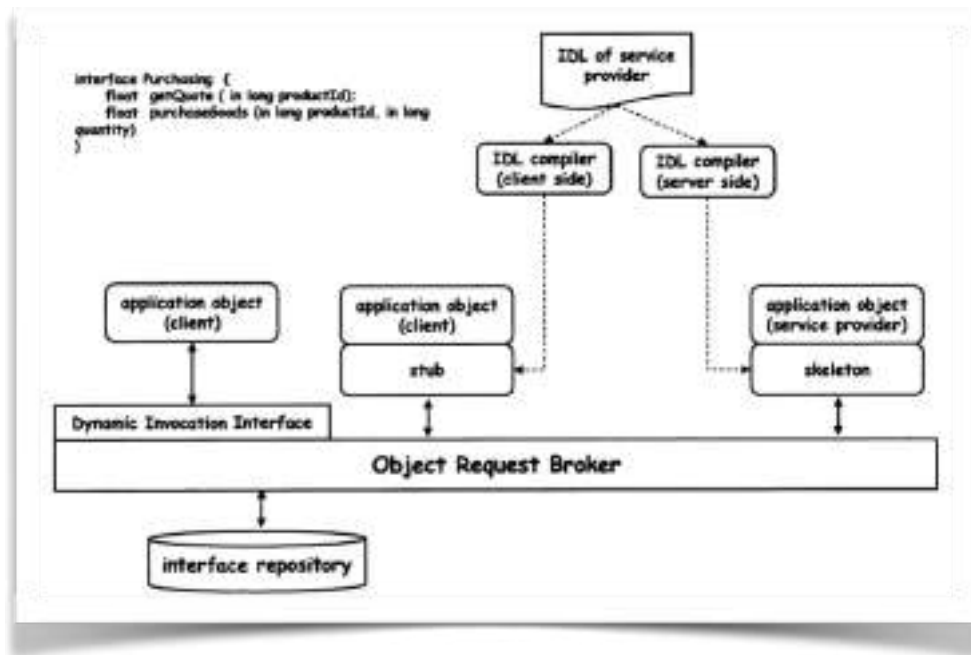 interface Purchasing {
float getQuote ( in long productId);
float purchaseGoods (in long productId, in long
quantity)
}
IDL of service
provider
IDL compiler
(client side)
IDL compiler
(server side)
application object
(client)
application object
(client)
stub
application object
(service provider)
skeleton
Dynamic Invocation Interface
Object Request Broker
interface repository